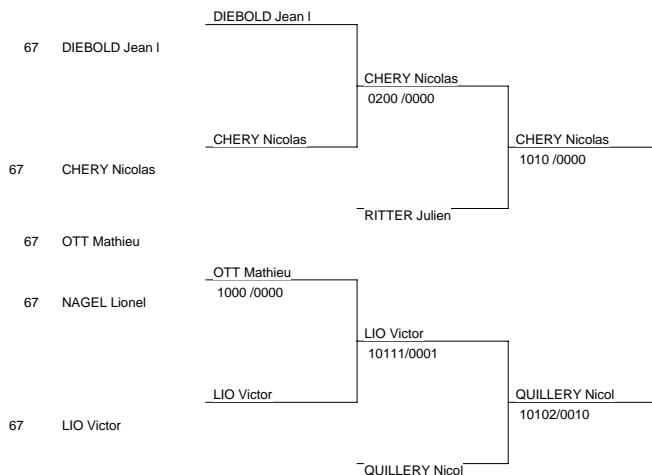 DIEBOLD Jean l
67 DIEBOLD Jean l
CHERY Nicolas
0200 /0000
CHERY Nicolas
CHERY Nicolas
1010 /0000
67 CHERY Nicolas
RITTER Julien
67 OTT Mathieu
OTT Mathieu
1000 /0000
67 NAGEL Lionel
LIO Victor
10111/0001
LIO Victor
QUILLERY Nicol
10102/0010
67 LIO Victor
QUILLERY Nicol